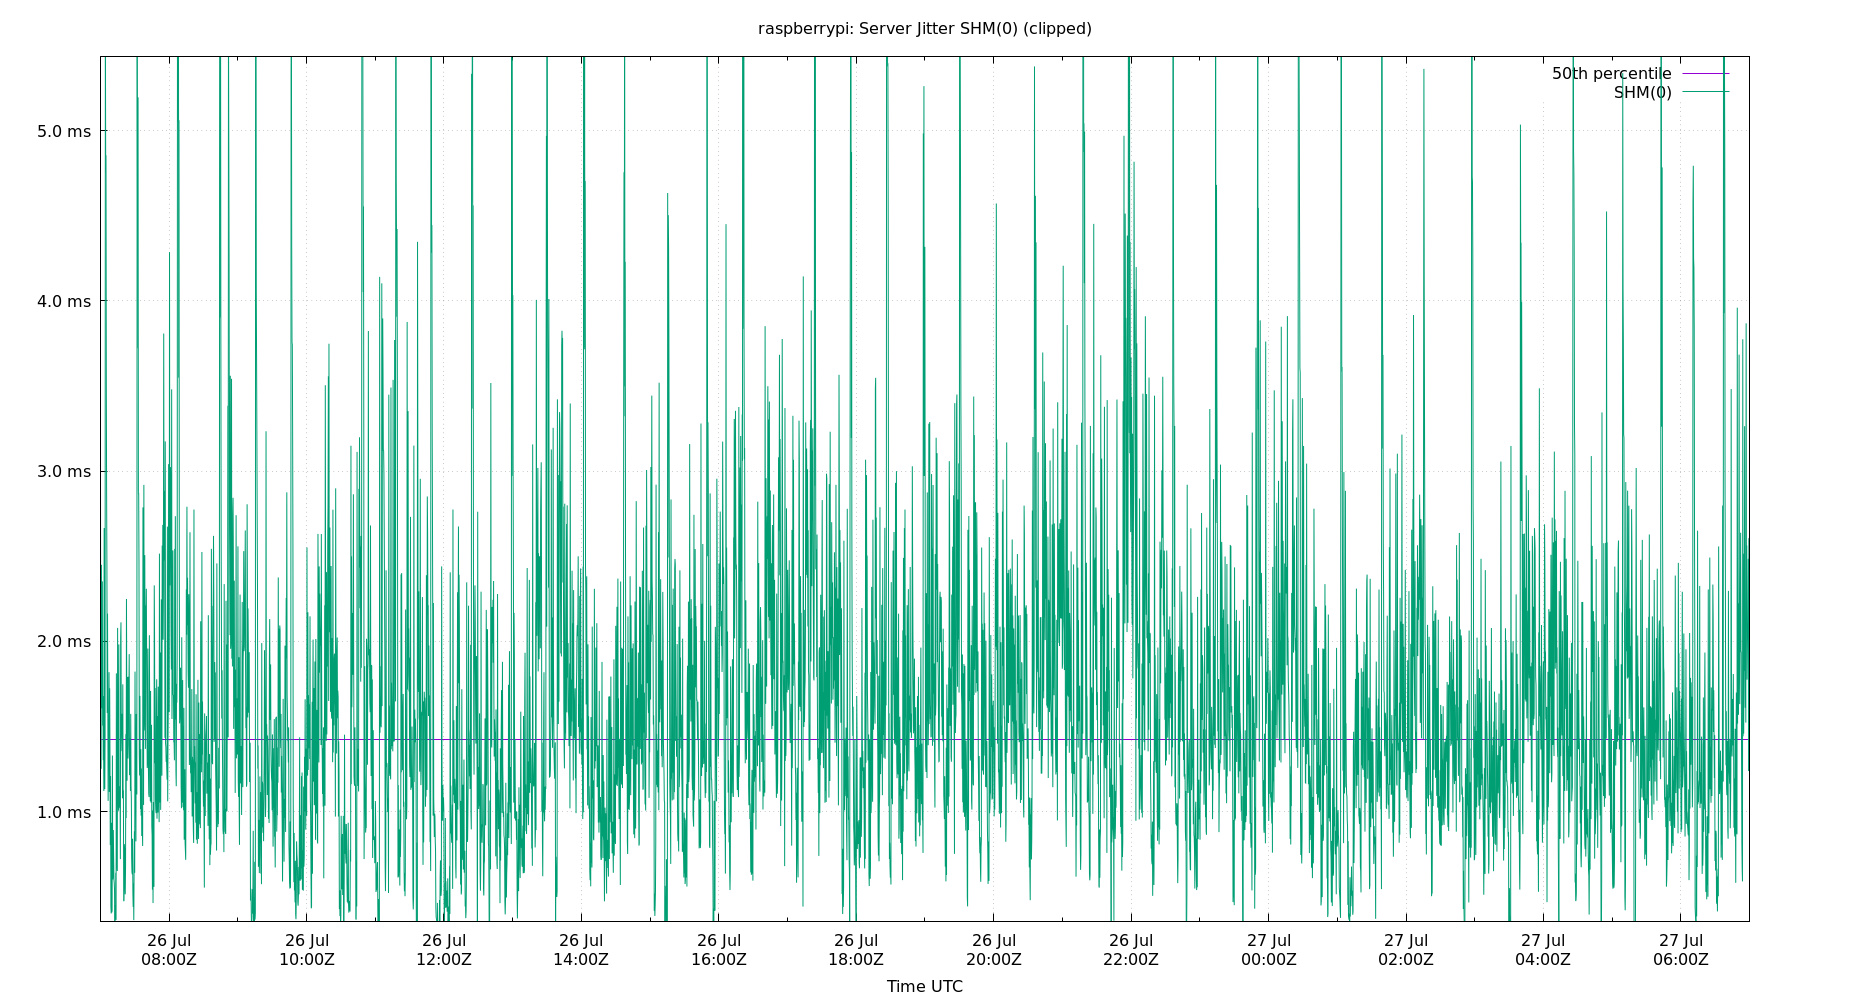 raspberrypi: Server Jitter SHM(0) (clipped)
50th percentile
SHM(0)
5.0 ms
4.0 ms
3.0 ms
2.0 ms
1.0 ms
26 Jul 26 Jul 26 Jul 26 Jul 26 Jul 26 Jul 26 Jul 26 Jul 27 Jul 27 Jul 27 Jul 27 Jul
08:00Z 10:00Z 12:00Z 14:00Z 16:00Z 18:00Z 20:00Z 22:00Z 00:00Z 02:00Z 04:00Z 06:00Z
Time UTC